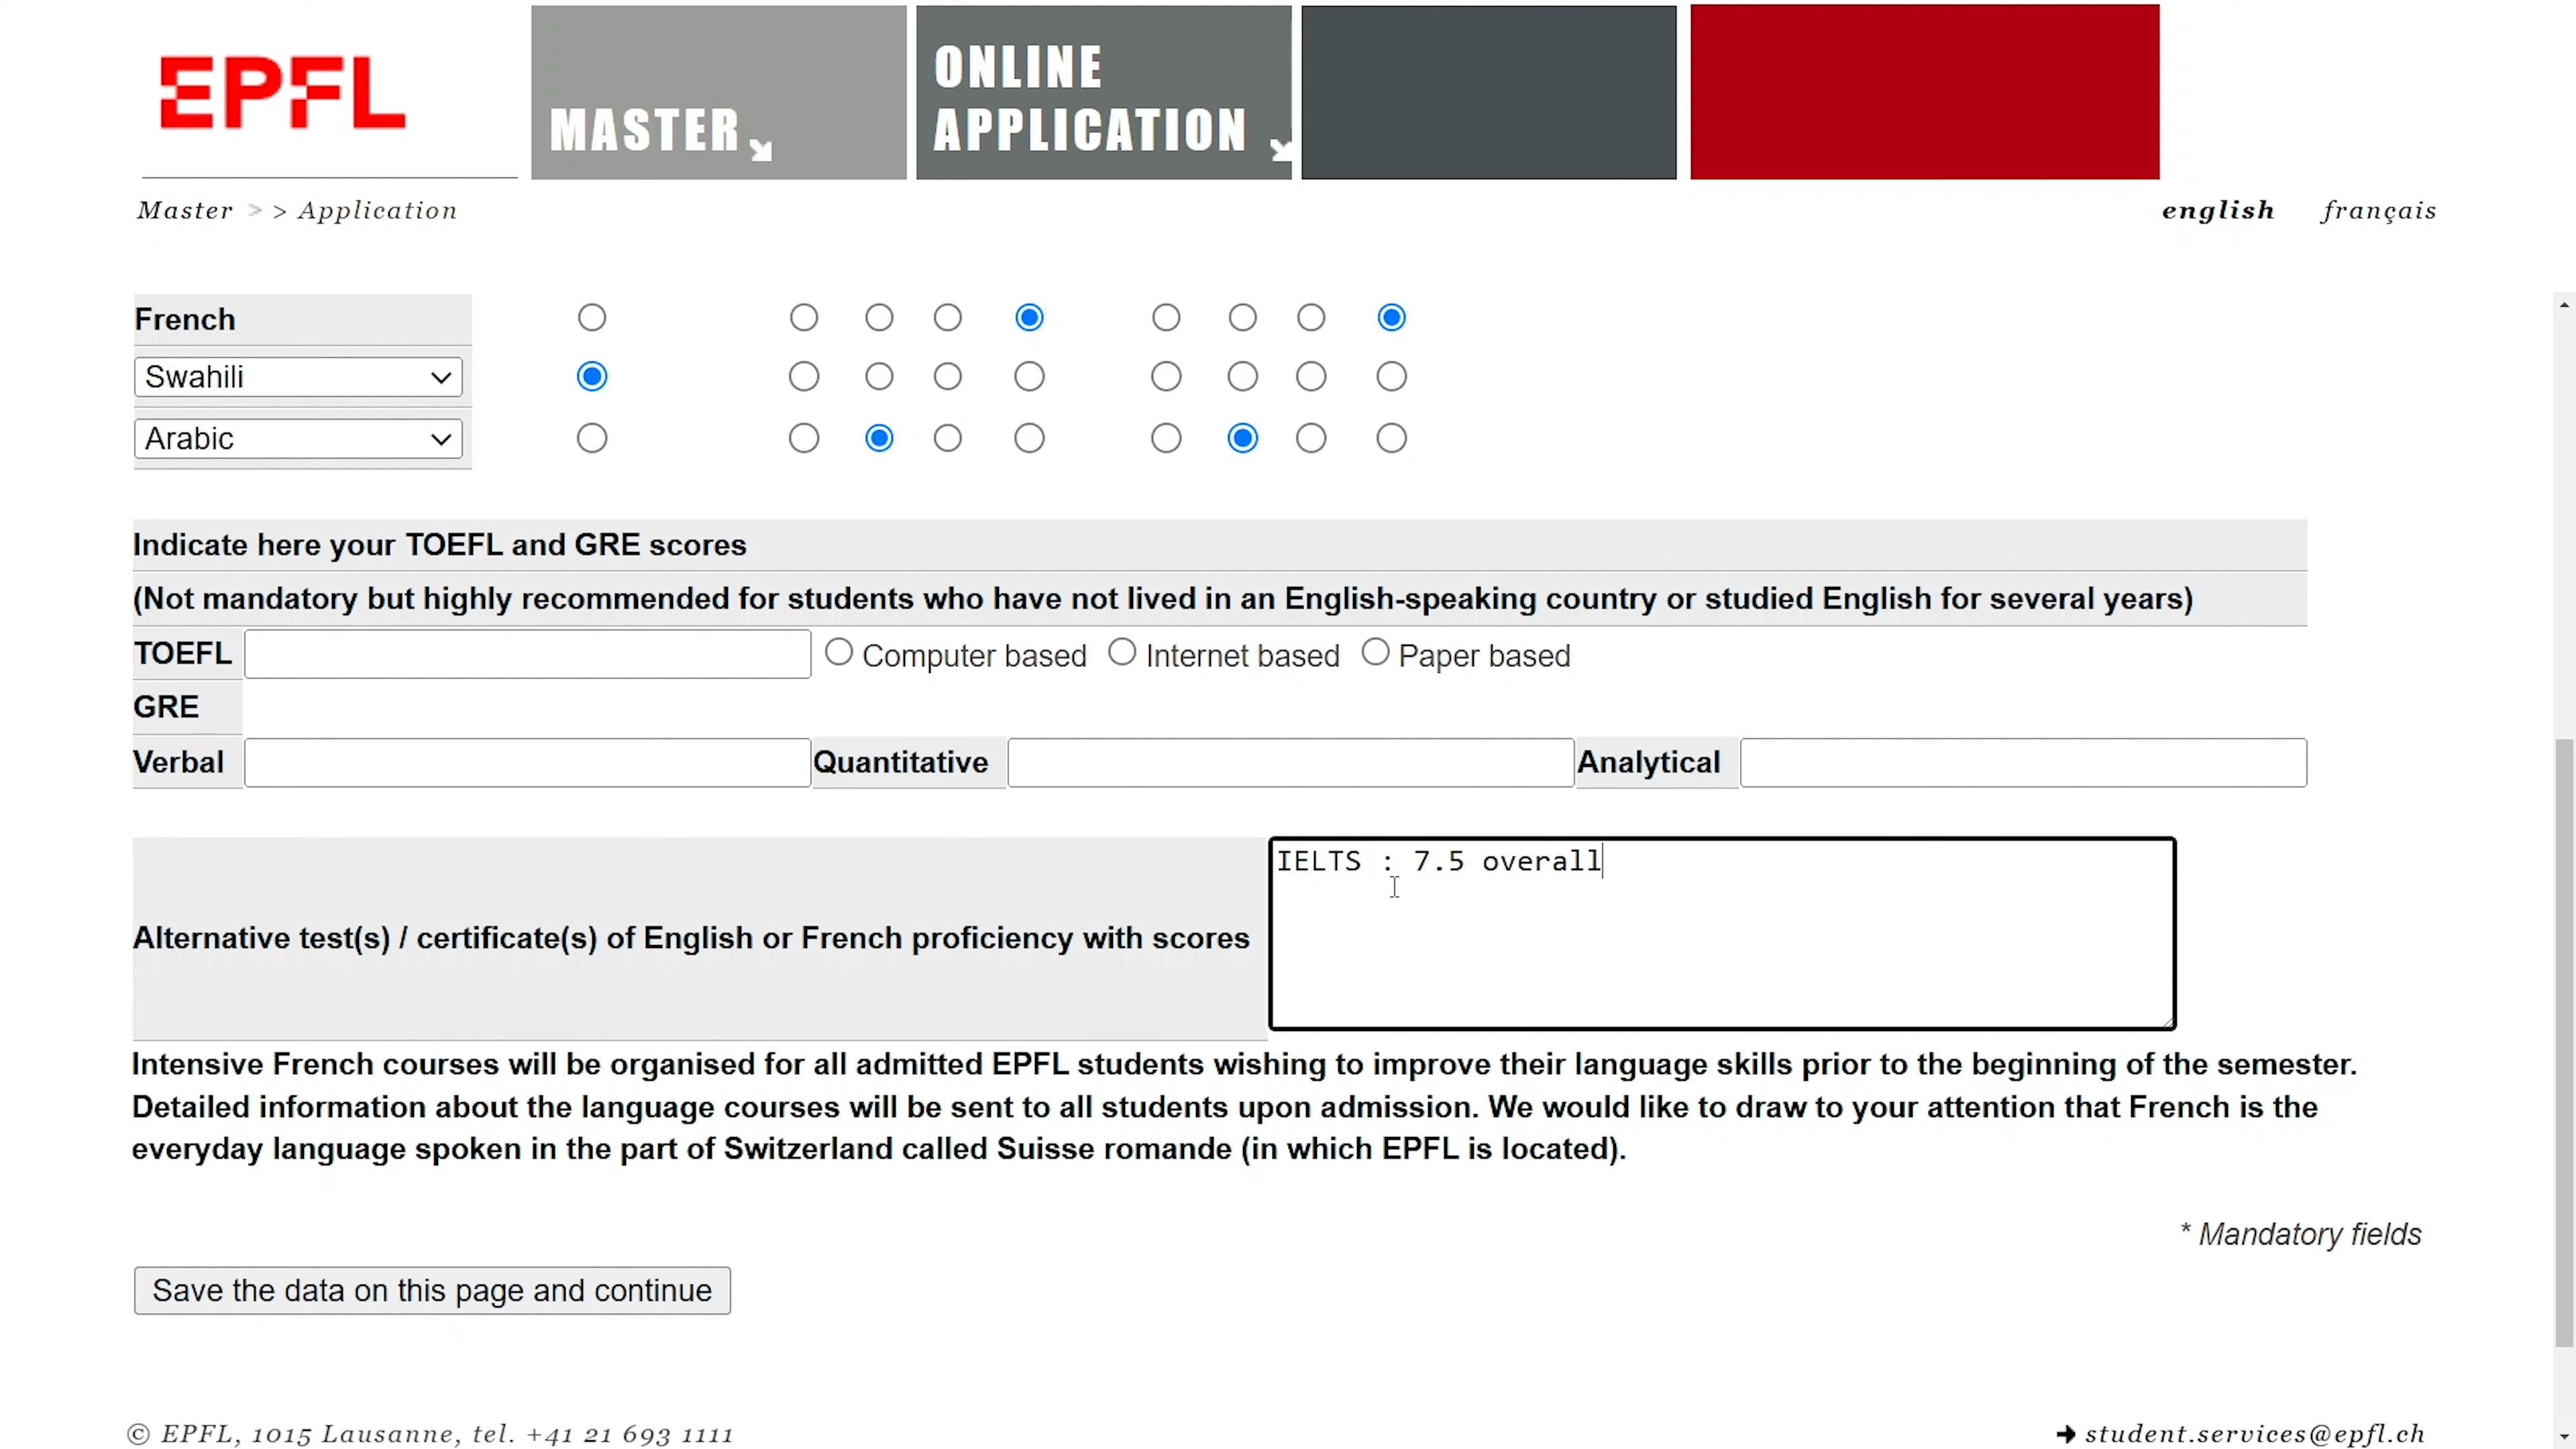 EPFL
MASTER
ONLINE
APPLICATION
Master > > Application
english français
French
Swahili
Arabic
Indicate here your TOEFL and GRE scores
(Not mandatory but highly recommended for students who have not lived in an English-speaking country or studied English for several years)
TOEFL Computer based Internet based Paper based
GRE
Verbal Quantitative Analytical
IELTS : 7.5 overall
Alternative test(s) / certificate(s) of English or French proficiency with scores
Intensive French courses will be organised for all admitted EPFL students wishing to improve their language skills prior to the beginning of the semester.
Detailed information about the language courses will be sent to all students upon admission. We would like to draw to your attention that French is the
everyday language spoken in the part of Switzerland called Suisse romande (in which EPFL is located).
* Mandatory fields
Save the data on this page and continue
© EPFL, 1015 Lausanne, tel. +41 21 693 1111
student.services@epfl.ch